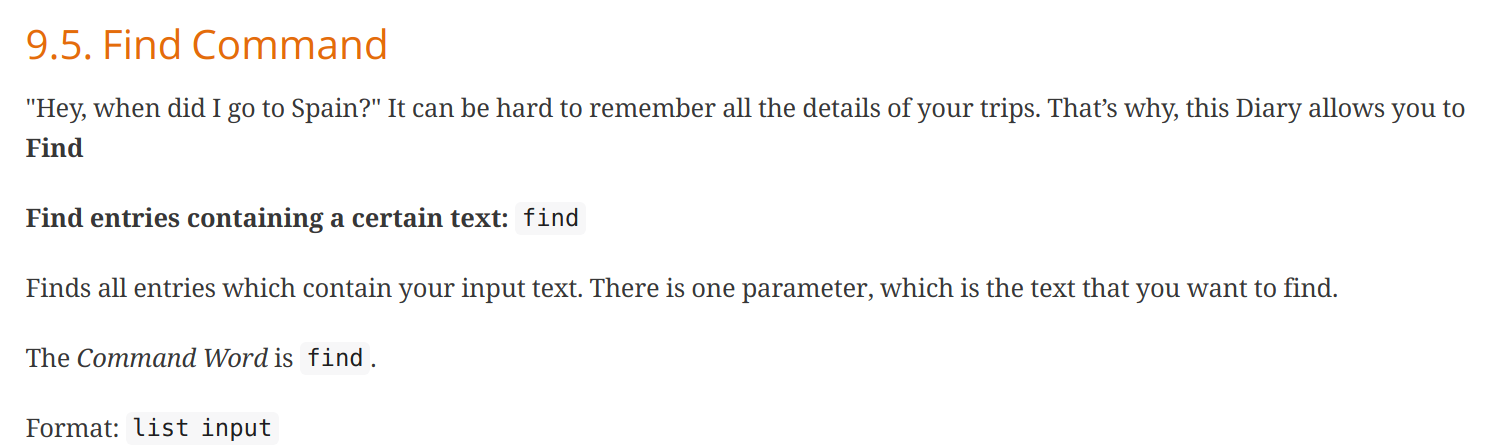 9.5. Find Command
"Hey, when did I go to Spain?" It can be hard to remember all the details of your trips. That’s why, this Diary allows you to
Find
Find entries containing a certain text: find
Finds all entries which contain your input text. There is one parameter, which is the text that you want to find.
The Command Word is find.
Format: list input